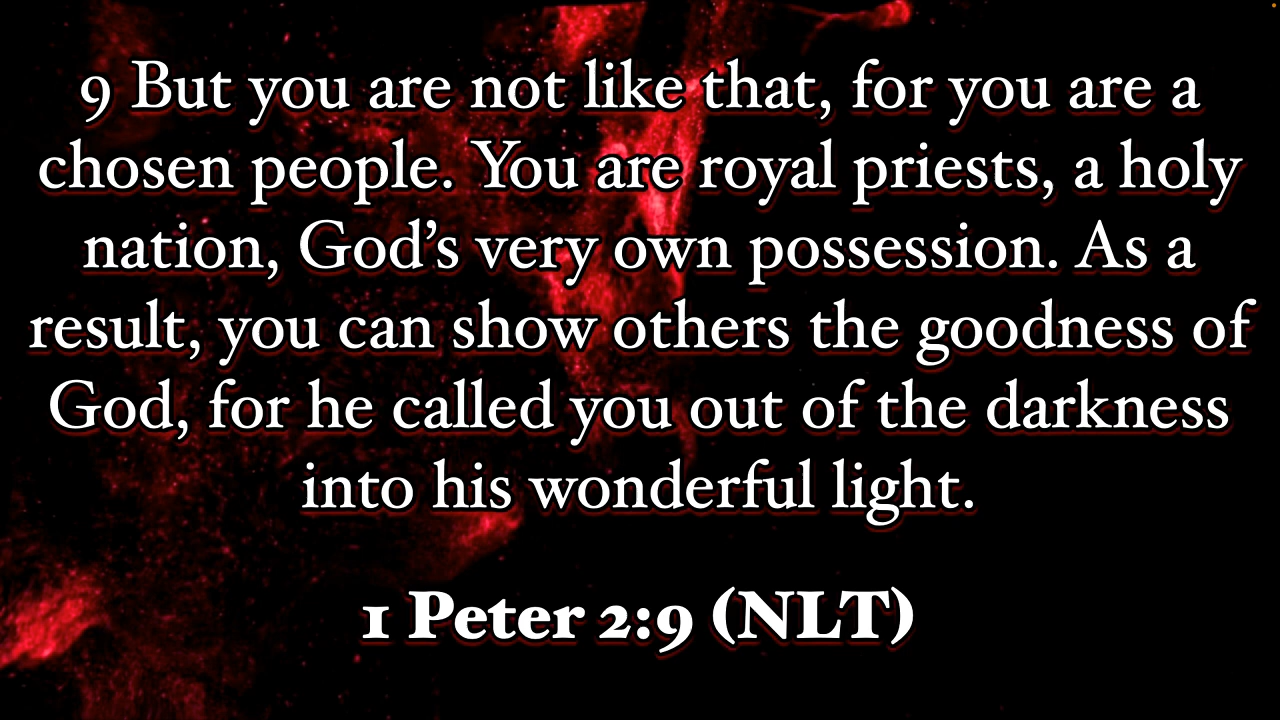 9 But you are not like that, for you are a
chosen people. You are royal priests, a holy
nation, God’s very own possession. As a
result, you can show others the goodness of
God, for he called you out of the darkness
into his wonderful light.
1 Peter 2:9 (NLT)